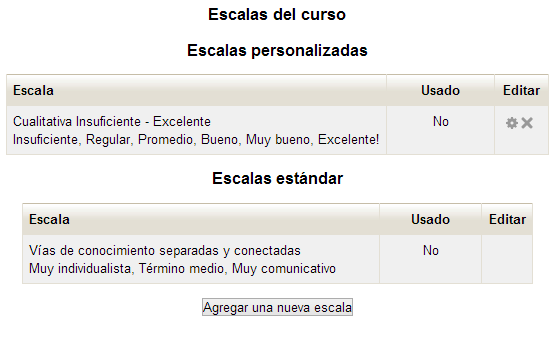 Escalas del curso
Escalas personalizadas
Escala Usado Editar
Cualitativa Insuficiente - Excelente No
Insuficiente, Regular, Promedio, Bueno, Muy bueno, Excelente!
Escalas estándar
Escala Usado Editar
Vías de conocimiento separadas y conectadas No
Muy individualista, Término medio, Muy comunicativo
Agregar una nueva escala